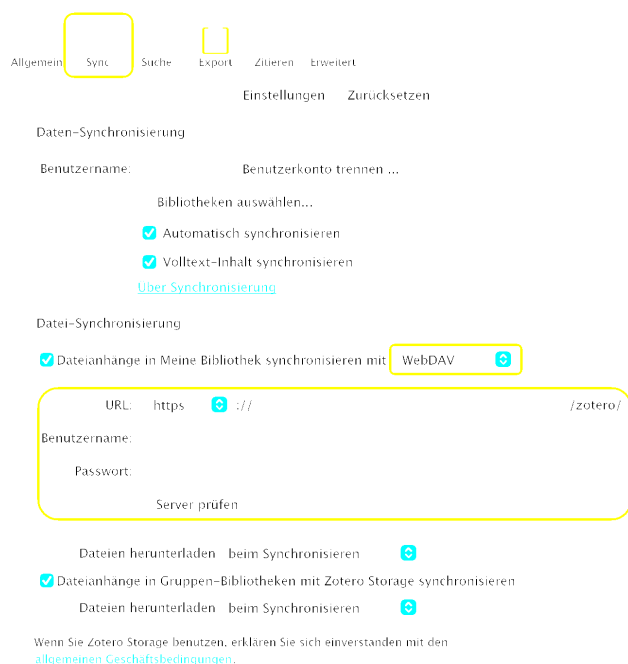 Allgemein Sync Suche Export Zitieren Erweitert
Einstellungen Zurücksetzen
Daten-Synchronisierung
Benutzername: Benutzerkonto trennen ...
Bibliotheken auswählen...
Automatisch synchronisieren
Volltext-Inhalt synchronisieren
Über Synchronisierung
Datei-Synchronisierung
Dateianhänge in Meine Bibliothek synchronisieren mit WebDAV
URL: https :// /zotero/
Benutzername:
Passwort:
Server prüfen
Dateien herunterladen beim Synchronisieren
Dateianhänge in Gruppen-Bibliotheken mit Zotero Storage synchronisieren
Dateien herunterladen beim Synchronisieren
Wenn Sie Zotero Storage benutzen, erklären Sie sich einverstanden mit den
allgemeinen Geschäftsbedingungen.